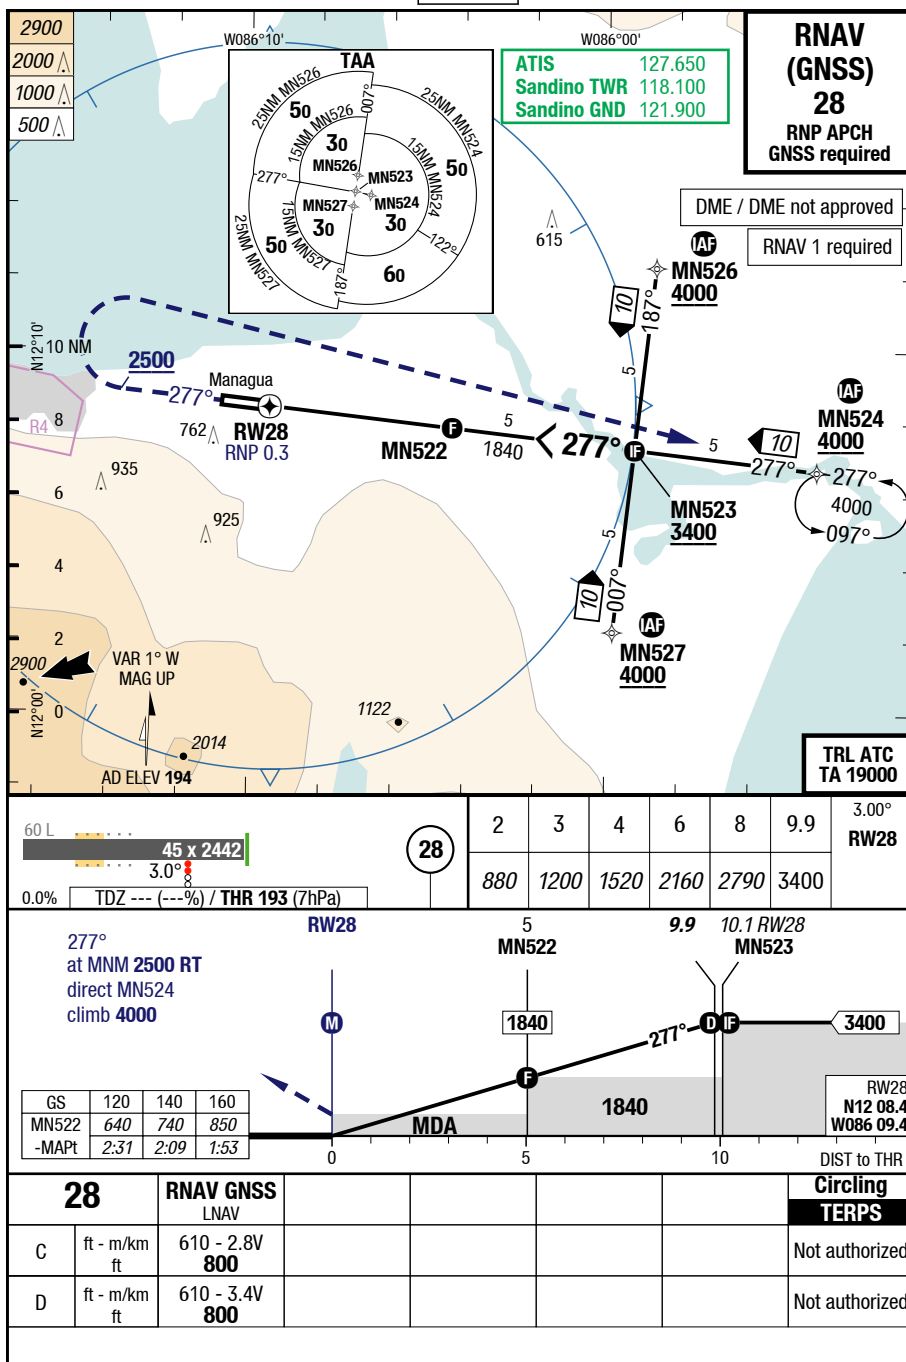 2900
2000
1000
500
W086°10'
W086°00'
TAA
25NM MN526
50
15NM MN526
30
007°
25NM MN524
50
15NM MN524
MN526
MN523
277°
MN527
MN524
30
30
25NM MN527
50
15NM MN527
187°
122°
60
ATIS 127.650
Sandino TWR 118.100
Sandino GND 121.900
RNAV
(GNSS)
28
RNP APCH
GNSS required
DME / DME not approved
RNAV 1 required
615
IAF
MN526
4000
10
187°
5
N12°10'
10 NM
2500
277°
Managua
RW28
RNP 0.3
762
R4
8
F
MN522
5
1840
277°
IF
MN523
3400
5
10
277°
IAF
MN524
4000
277°
4000
097°
935
925
6
4
2
0
5
10
007°
IAF
MN527
4000
2900
N12°00'
VAR 1° W
MAG UP
2014
AD ELEV 194
1122
TRL ATC
TA 19000
60 L
45 x 2442
3.0°
0.0%
TDZ --- (---%) / THR 193 (7hPa)
28
2 3 4 6 8 9.9 3.00°
RW28
880 1200 1520 2160 2790 3400
277°
at MNM 2500 RT
direct MN524
climb 4000
RW28
5
MN522
9.9
10.1 RW28
MN523
M
1840
277°
D
IF
3400
F
1840
MDA
RW28
N12 08.4
W086 09.4
GS 120 140 160
MN522 640 740 850
-MAPt 2:31 2:09 1:53
0
5
10
DIST to THR
28 RNAV GNSS Circling
LNAV TERPS
C ft - m/km 610 - 2.8V Not authorized
ft 800
D ft - m/km 610 - 3.4V Not authorized
ft 800